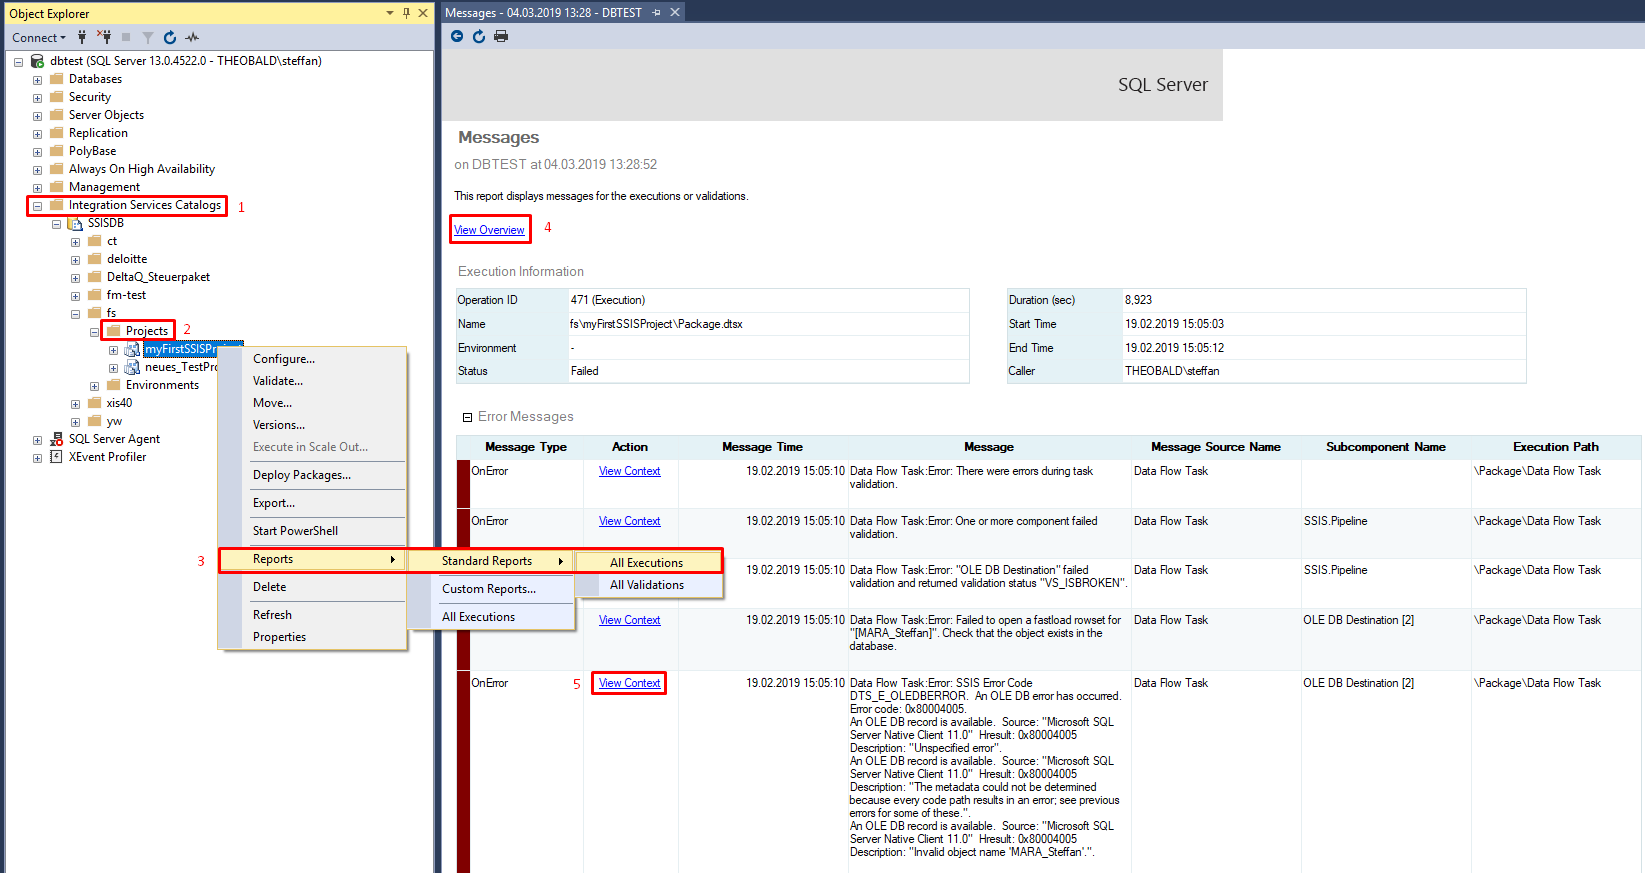 Object Explorer
Connect
dbtest (SQL Server 13.0.4522.0 - THEOBALD\steffan)
Databases
Security
Server Objects
Replication
PolyBase
Always On High Availability
Management
Integration Services Catalogs 1
SSISDB
ct
deloitte
DeltaQ_Steuerpaket
fm-test
fs
Projects 2
myFirstSSISPr
neues_TestPr
Environments
xis40
yw
SQL Server Agent
XEvent Profiler
Configure...
Validate...
Move...
Versions...
Execute in Scale Out...
Deploy Packages...
Export...
Start PowerShell
3 Reports
Delete
Refresh
Properties
Standard Reports
Custom Reports...
All Executions
All Executions
All Validations
Messages - 04.03.2019 13:28 - DBTEST
SQL Server
Messages
on DBTEST at 04.03.2019 13:28:52
This report displays messages for the executions or validations.
View Overview 4
Execution Information
Operation ID 471 (Execution)
Name fs\myFirstSSISProject\Package.dtsx
Environment -
Status Failed
Duration (sec) 8,923
Start Time 19.02.2019 15:05:03
End Time 19.02.2019 15:05:12
Caller THEOBALD\steffan
Error Messages
Message Type Action Message Time Message Message Source Name Subcomponent Name Execution Path
OnError View Context 19.02.2019 15:05:10 Data Flow Task:Error: There were errors during task Data Flow Task \Package\Data Flow Task
validation.
OnError View Context 19.02.2019 15:05:10 Data Flow Task:Error: One or more component failed Data Flow Task SSIS.Pipeline \Package\Data Flow Task
validation.
19.02.2019 15:05:10 Data Flow Task:Error: "OLE DB Destination" failed Data Flow Task SSIS.Pipeline \Package\Data Flow Task
validation and returned validation status "VS_ISBROKEN".
View Context 19.02.2019 15:05:10 Data Flow Task:Error: Failed to open a fastload rowset for Data Flow Task OLE DB Destination [2] \Package\Data Flow Task
"[MARA_Steffan]". Check that the object exists in the
database.
OnError 5 View Context 19.02.2019 15:05:10 Data Flow Task:Error: SSIS Error Code Data Flow Task OLE DB Destination [2] \Package\Data Flow Task
DTS_E_OLEDBERROR. An OLE DB error has occurred.
Error code: 0x80004005.
An OLE DB record is available. Source: "Microsoft SQL
Server Native Client 11.0" Hresult: 0x80004005
Description: "Unspecified error".
An OLE DB record is available. Source: "Microsoft SQL
Server Native Client 11.0" Hresult: 0x80004005
Description: "The metadata could not be determined
because every code path results in an error; see previous
errors for some of these.".
An OLE DB record is available. Source: "Microsoft SQL
Server Native Client 11.0" Hresult: 0x80004005
Description: "Invalid object name 'MARA_Steffan'.".